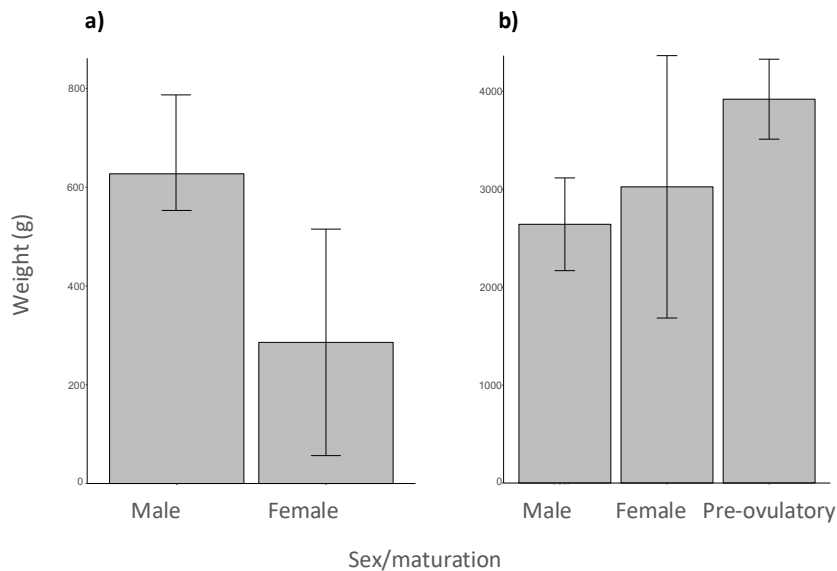 a)
800
600
400
200
0
Male Female
b)
4000
3000
2000
1000
0
Male Female Pre-ovulatory
Weight (g)
Sex/maturation